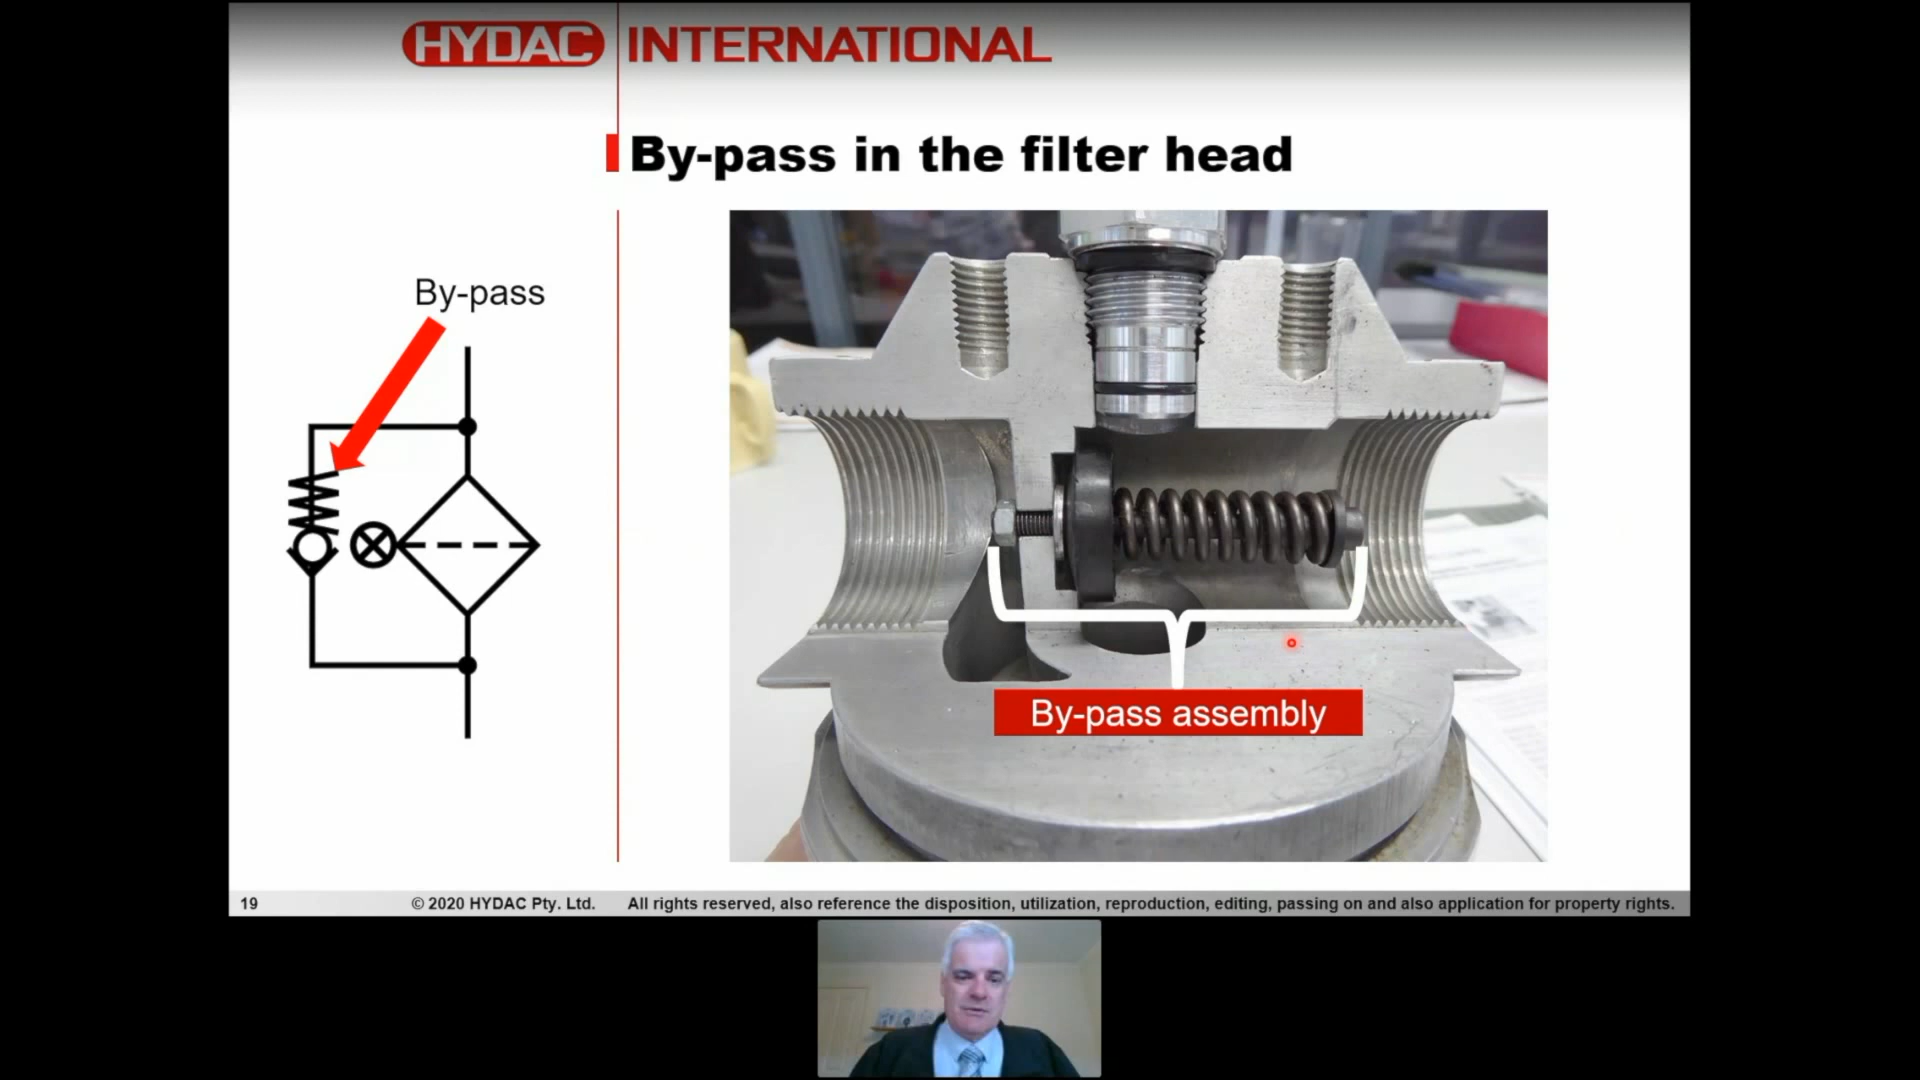 HYDAC INTERNATIONAL
By-pass in the filter head
By-pass
By-pass assembly
19
© 2020 HYDAC Pty. Ltd.
All rights reserved, also reference the disposition, utilization, reproduction, editing, passing on and also application for property rights.